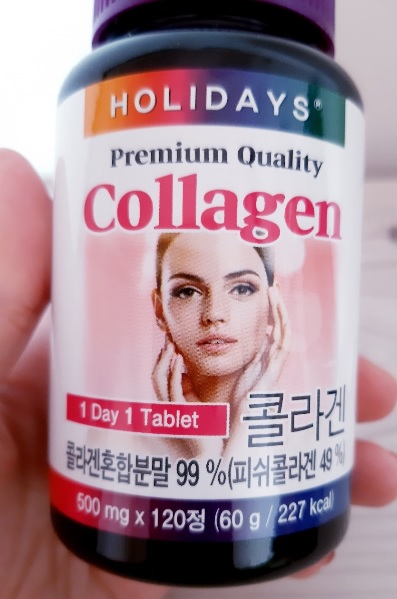 HOLIDAYS®
Premium Quality
Collagen
1 Day 1 Tablet
콜라겐
콜라겐혼합분말 99 %(피쉬콜라겐 49 %)
500 mg x 120정 (60 g / 227 kcal)